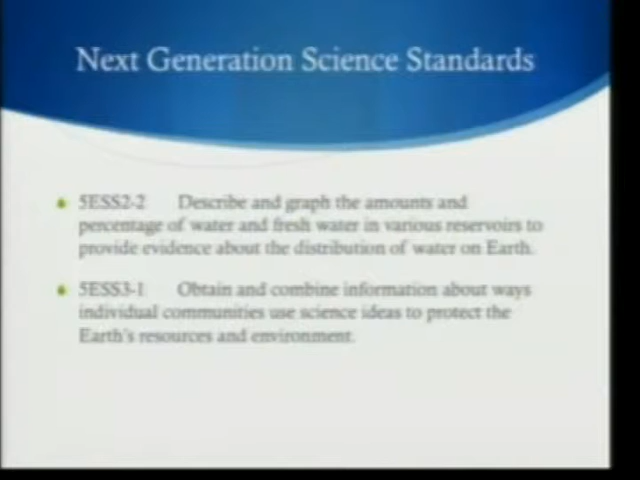 Next Generation Science Standards
5ESS2-2 Describe and graph the amounts and
percentage of water and fresh water in various reservoirs to
provide evidence about the distribution of water on Earth.
5ESS3-1 Obtain and combine information about ways
individual communities use science ideas to protect the
Earth's resources and environment.